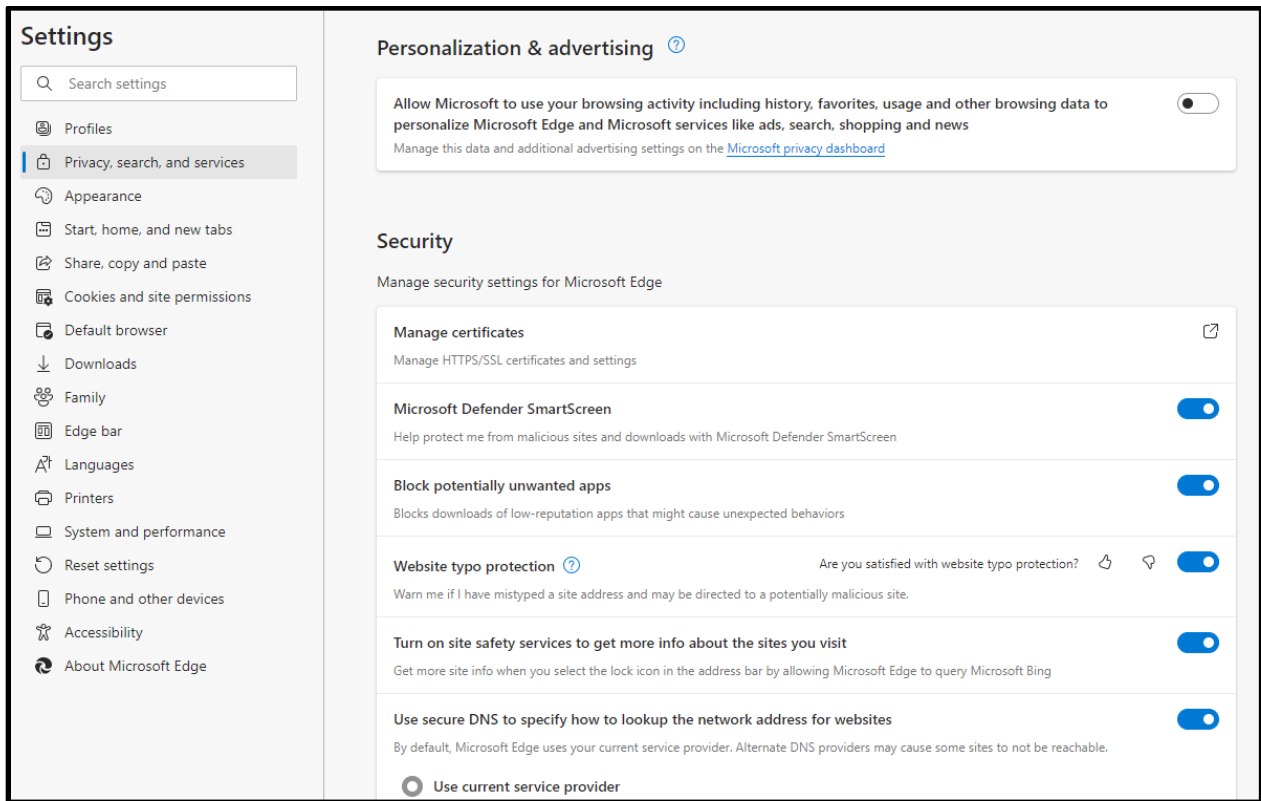 Settings
Search settings
Profiles
Privacy, search, and services
Appearance
Start, home, and new tabs
Share, copy and paste
Cookies and site permissions
Default browser
Downloads
Family
Edge bar
Languages
Printers
System and performance
Reset settings
Phone and other devices
Accessibility
About Microsoft Edge
Personalization & advertising
Allow Microsoft to use your browsing activity including history, favorites, usage and other browsing data to
personalize Microsoft Edge and Microsoft services like ads, search, shopping and news
Manage this data and additional advertising settings on the Microsoft privacy dashboard
Security
Manage security settings for Microsoft Edge
Manage certificates
Manage HTTPS/SSL certificates and settings
Microsoft Defender SmartScreen
Help protect me from malicious sites and downloads with Microsoft Defender SmartScreen
Block potentially unwanted apps
Blocks downloads of low-reputation apps that might cause unexpected behaviors
Website typo protection Are you satisfied with website typo protection?
Warn me if I have mistyped a site address and may be directed to a potentially malicious site.
Turn on site safety services to get more info about the sites you visit
Get more site info when you select the lock icon in the address bar by allowing Microsoft Edge to query Microsoft Bing
Use secure DNS to specify how to lookup the network address for websites
By default, Microsoft Edge uses your current service provider. Alternate DNS providers may cause some sites to not be reachable.
Use current service provider